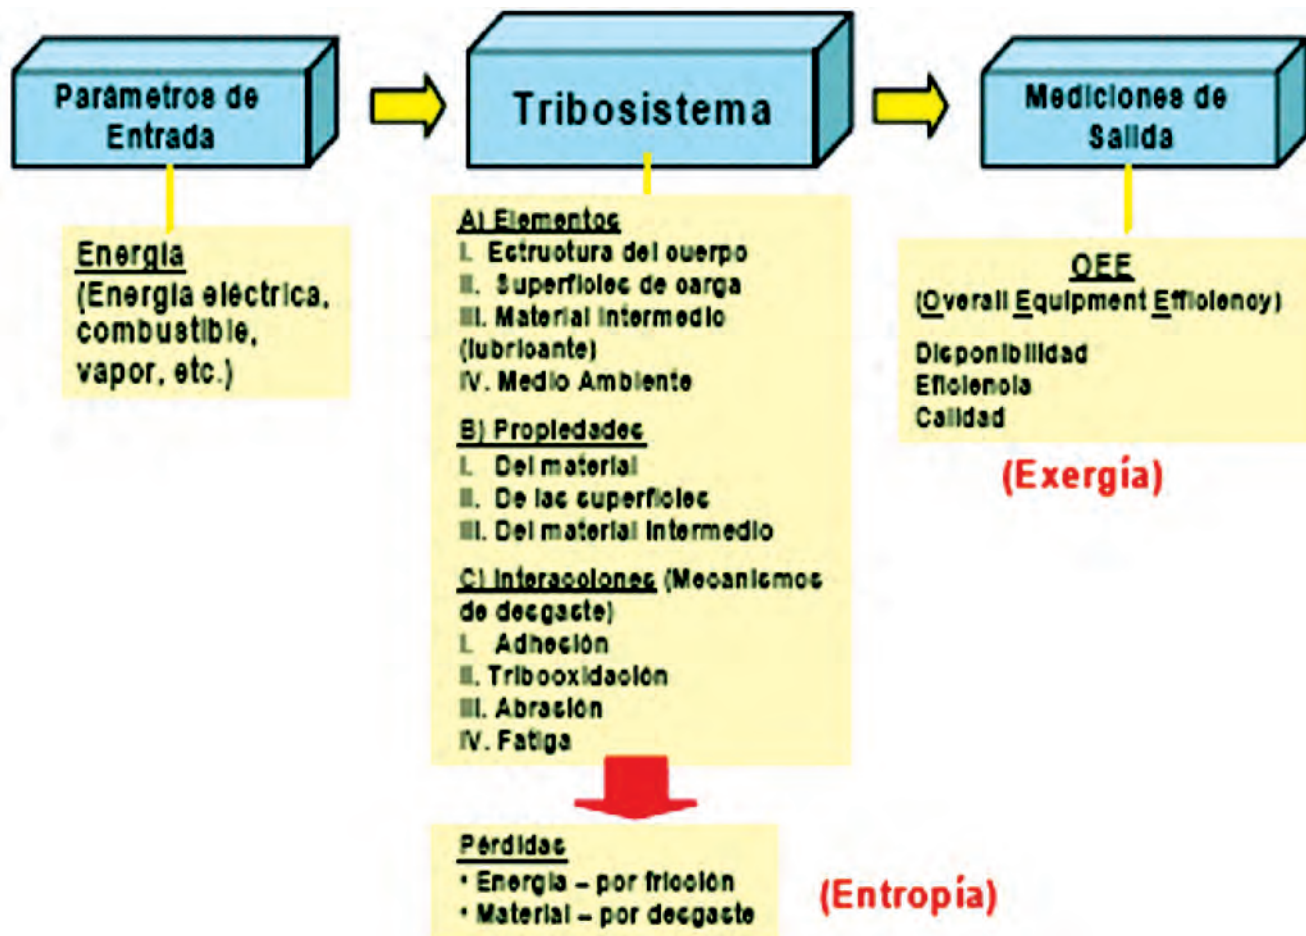 Parámetros de
Entrada
Tribosistema
Mediciones de
Salida
Energía
(Energía eléctrica,
combustible,
vapor, etc.)
A) Elementos
I. Estructura del cuerpo
II. Superficies de carga
III. Material Intermedio
(lubricante)
IV. Medio Ambiente
B) Propiedades
I. Del material
II. De las superficies
III. Del material Intermedio
C) Interacciones (Mecanismos
de desgaste)
I. Adhesión
II. Tribooxidación
III. Abrasión
IV. Fatiga
Pérdidas
• Energía – por fricción
• Material – por desgaste
(Entropía)
OEE
(Overall Equipment Efficiency)
Disponibilidad
Eficiencia
Calidad
(Exergía)